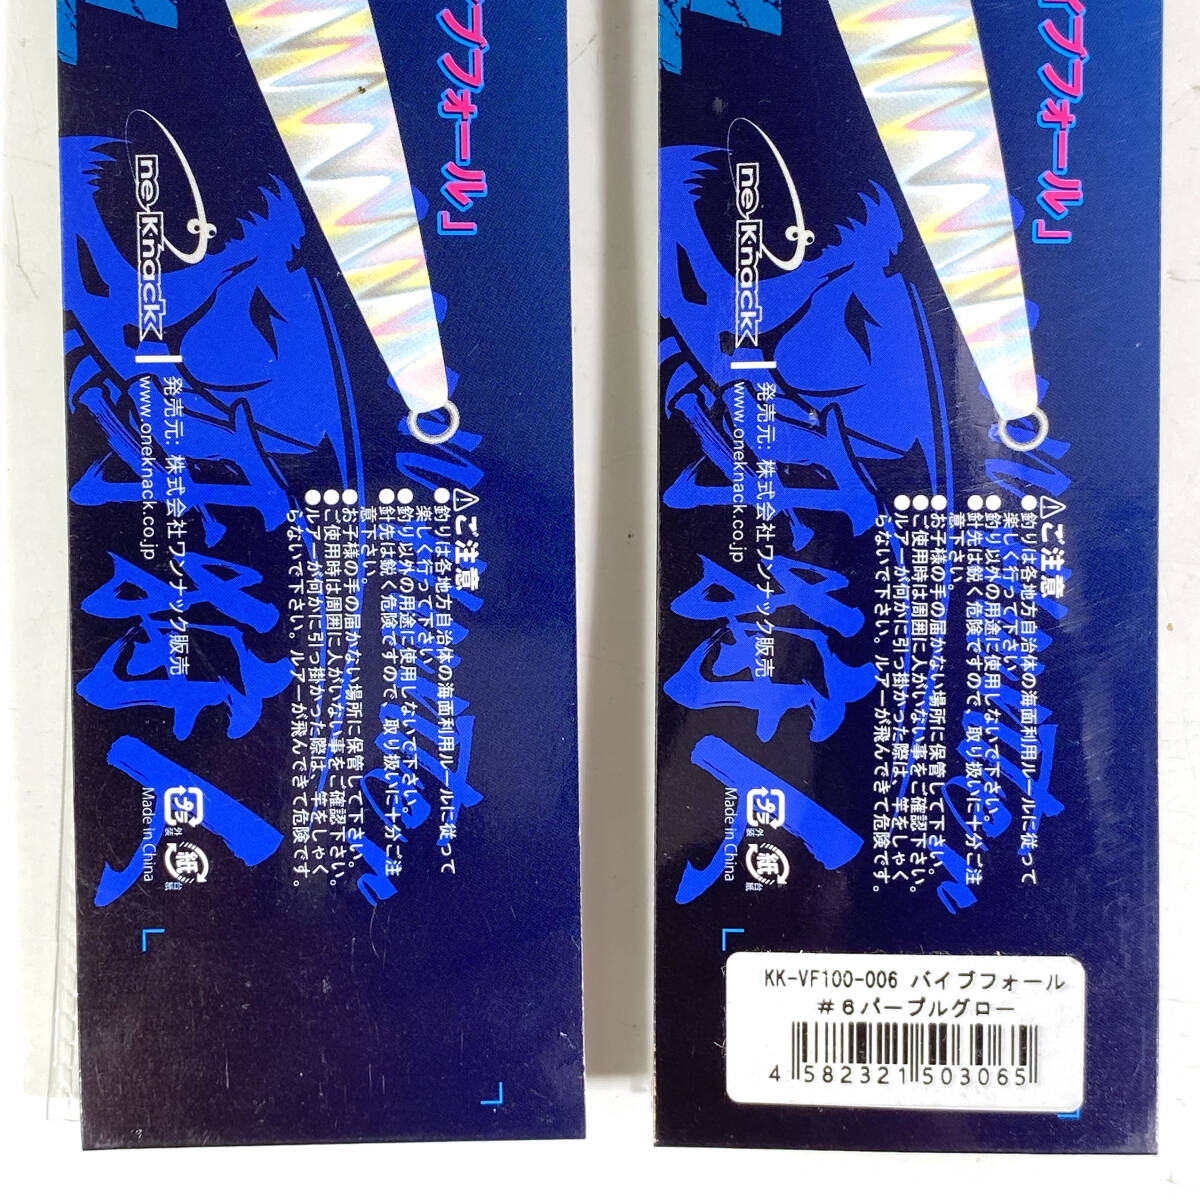 ブフォール」
ne Knack
発売元: 株式会社ワンナック販売
www.oneknack.co.jp
⚠ご注意
●釣りは各地方自治体の海面利用ルールに従って
楽しく行って下さい。
●釣り以外の用途に使用しないで下さい。
●針先は鋭く危険ですので、取り扱いに十分ご注
意下さい。
●お子様の手の届かない場所に保管して下さい。
●ご使用時は周囲に人がいない事をご確認下さい。
●ルアーが何かに引っ掛かった際は、竿をしゃく
らないで下さい。ルアーが飛んできて危険です。
プラ
外装
紙
台紙
Made in China
イブフォール」
ne Knack
発売元: 株式会社ワンナック販売
www.oneknack.co.jp
⚠ご注意
●釣りは各地方自治体の海面利用ルールに従って
楽しく行って下さい。
●釣り以外の用途に使用しないで下さい。
●針先は鋭く危険ですので、取り扱いに十分ご注
意下さい。
●お子様の手の届かない場所に保管して下さい。
●ご使用時は周囲に人がいない事をご確認下さい。
●ルアーが何かに引っ掛かった際は、竿をしゃく
らないで下さい。ルアーが飛んできて危険です。
プラ
外装
紙
台紙
Made in China
KK-VF100-006 バイブフォール
#6パープルグロー
4 582321 503065